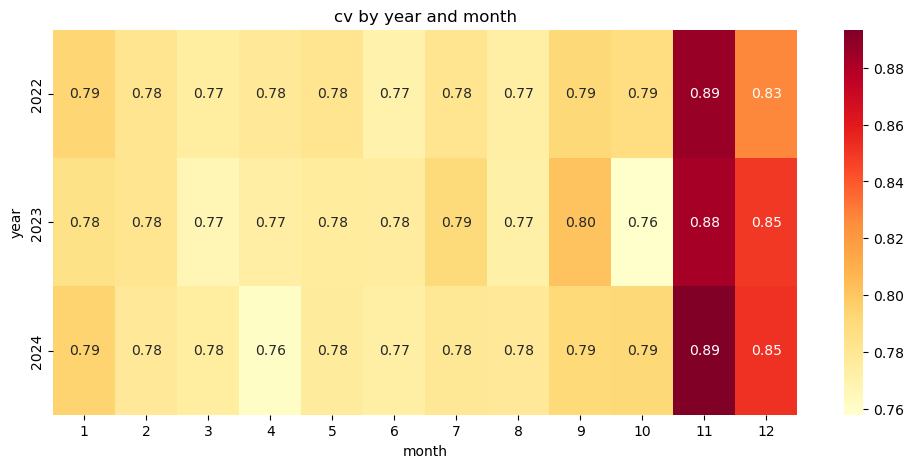 cv by year and month
2022 0.79 0.78 0.77 0.78 0.78 0.77 0.78 0.77 0.79 0.79 0.89 0.83
2023 0.78 0.78 0.77 0.77 0.78 0.78 0.79 0.77 0.80 0.76 0.88 0.85
2024 0.79 0.78 0.78 0.76 0.78 0.77 0.78 0.78 0.79 0.79 0.89 0.85
year
1 2 3 4 5 6 7 8 9 10 11 12
month
0.88
0.86
0.84
0.82
0.80
0.78
0.76